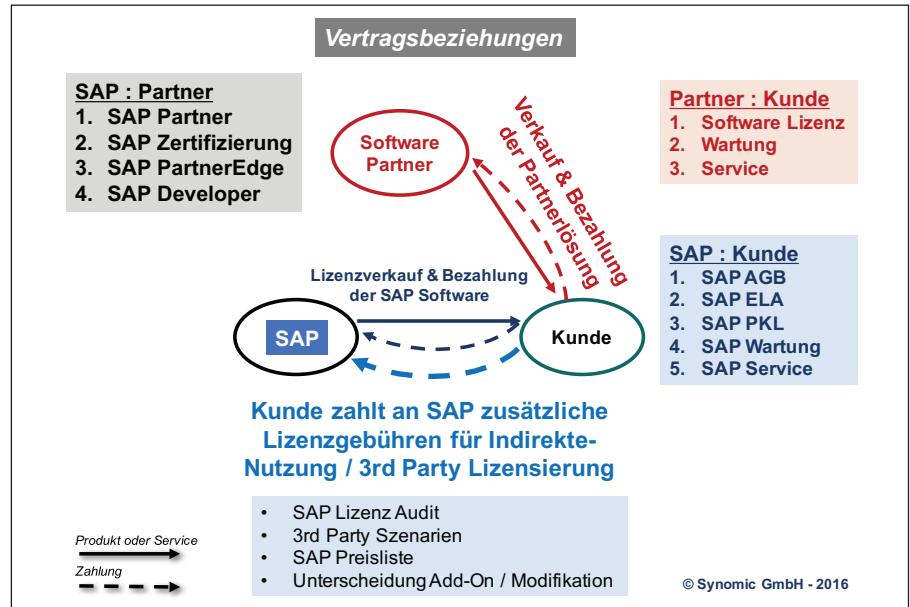 Vertragsbeziehungen
SAP : Partner
1. SAP Partner
2. SAP Zertifizierung
3. SAP PartnerEdge
4. SAP Developer
Software
Partner
Verkauf & Bezahlung
der Partnerlösung
Partner : Kunde
1. Software Lizenz
2. Wartung
3. Service
Lizenzverkauf & Bezahlung
der SAP Software
SAP
Kunde
SAP : Kunde
1. SAP AGB
2. SAP ELA
3. SAP PKL
4. SAP Wartung
5. SAP Service
Kunde zahlt an SAP zusätzliche
Lizenzgebühren für Indirekte-
Nutzung / 3rd Party Lizensierung
• SAP Lizenz Audit
• 3rd Party Szenarien
• SAP Preisliste
• Unterscheidung Add-On / Modifikation
Produkt oder Service
Zahlung
© Synomic GmbH - 2016